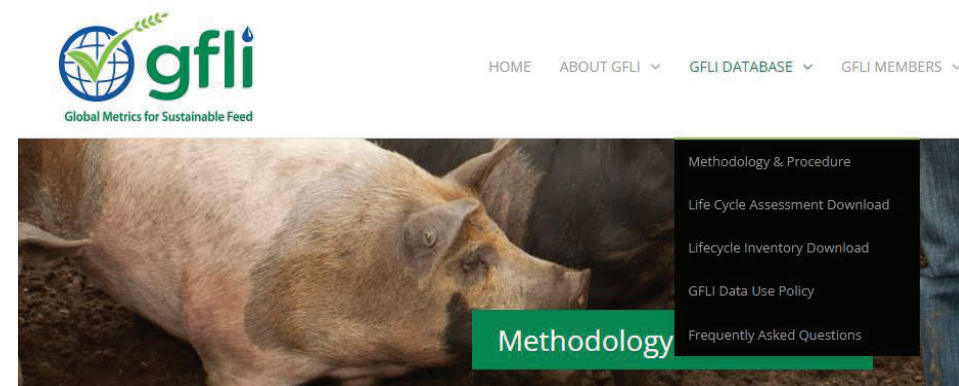 gfli
Global Metrics for Sustainable Feed
HOME ABOUT GFLI GFLI DATABASE GFLI MEMBERS
Methodology & Procedure
Life Cycle Assessment Download
Lifecycle Inventory Download
GFLI Data Use Policy
Frequently Asked Questions
Methodology